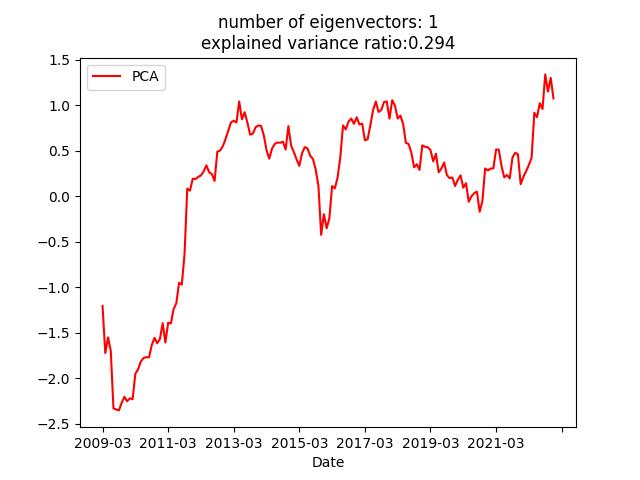 number of eigenvectors: 1
explained variance ratio:0.294
PCA
1.5
1.0
0.5
0.0
−0.5
−1.0
−1.5
−2.0
−2.5
2009-03 2011-03 2013-03 2015-03 2017-03 2019-03 2021-03
Date